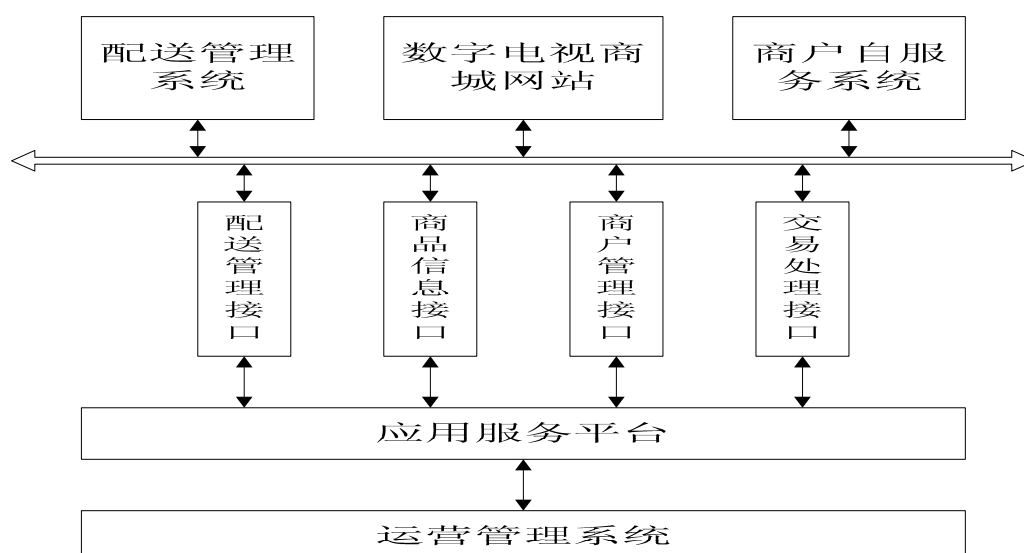 配送管理
系统
数字电视商
城网站
商户自服
务系统
配送管理接口
商品信息接口
商户管理接口
交易处理接口
应用服务平台
运营管理系统